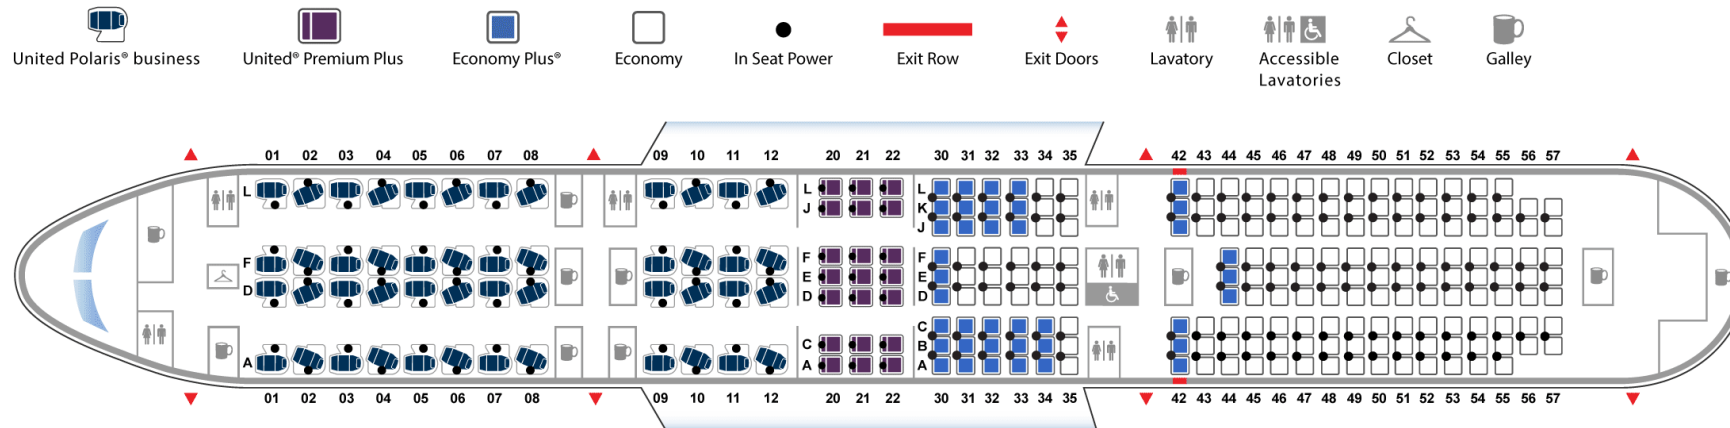 United Polaris® business United® Premium Plus Economy Plus® Economy In Seat Power Exit Row Exit Doors Lavatory Accessible Lavatories Closet Galley
01 02 03 04 05 06 07 08 09 10 11 12 20 21 22 30 31 32 33 34 35 42 43 44 45 46 47 48 49 50 51 52 53 54 55 56 57
L L L
J K
J
F F F
D E E
D D
C C
A A B
A
01 02 03 04 05 06 07 08 09 10 11 12 20 21 22 30 31 32 33 34 35 42 43 44 45 46 47 48 49 50 51 52 53 54 55 56 57